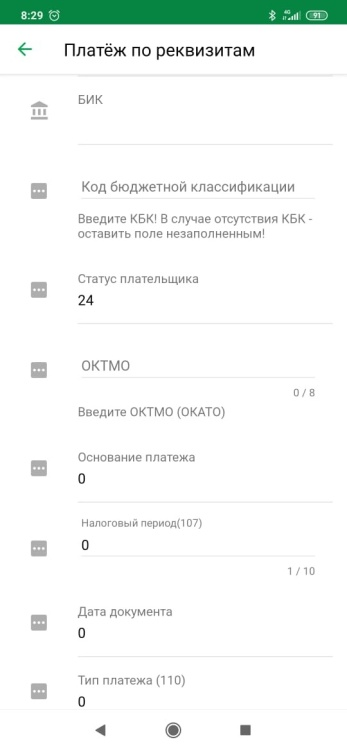 8:29
4G
91
Платёж по реквизитам
БИК
Код бюджетной классификации
Введите КБК! В случае отсутствия КБК -
оставить поле незаполненным!
Статус плательщика
24
ОКТМО
0 / 8
Введите ОКТМО (ОКАТО)
Основание платежа
0
Налоговый период(107)
0
1 / 10
Дата документа
0
Тип платежа (110)
0